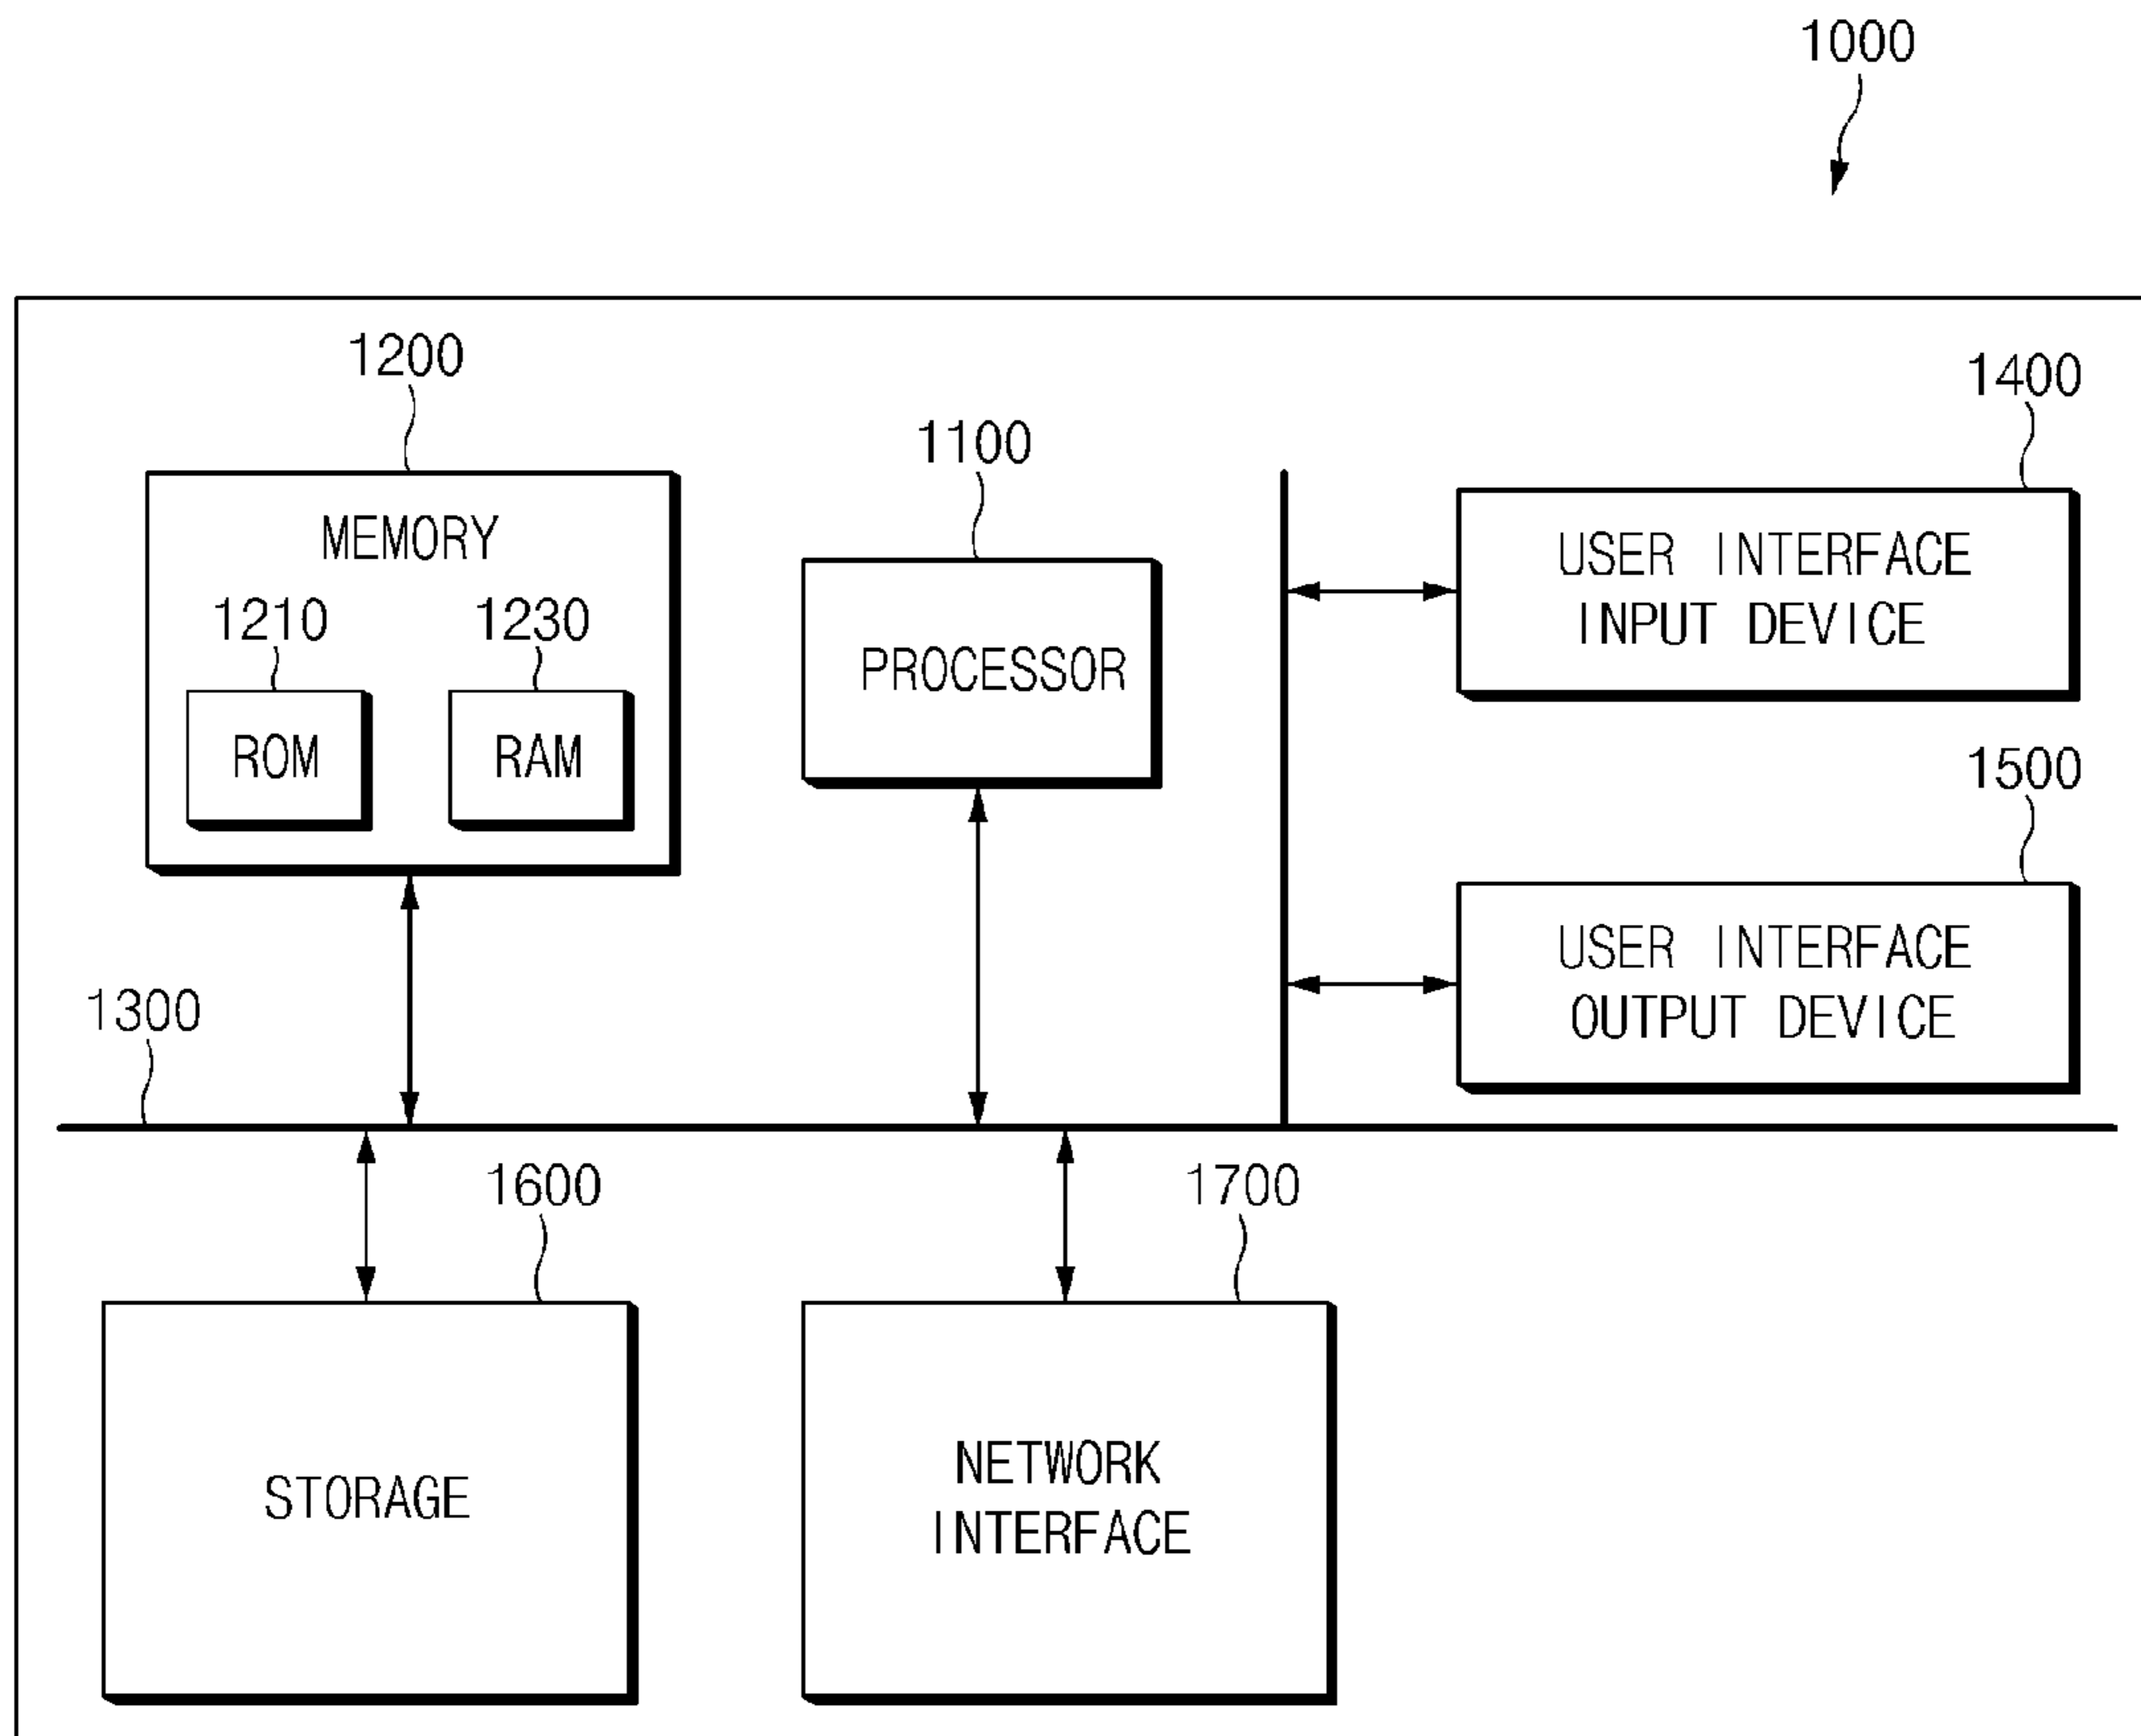 1000
1200
1400
1100
MEMORY
USER INTERFACE
INPUT DEVICE
1210
1230
PROCESSOR
ROM
RAM
1500
USER INTERFACE
OUTPUT DEVICE
1300
1600
1700
STORAGE
NETWORK
INTERFACE